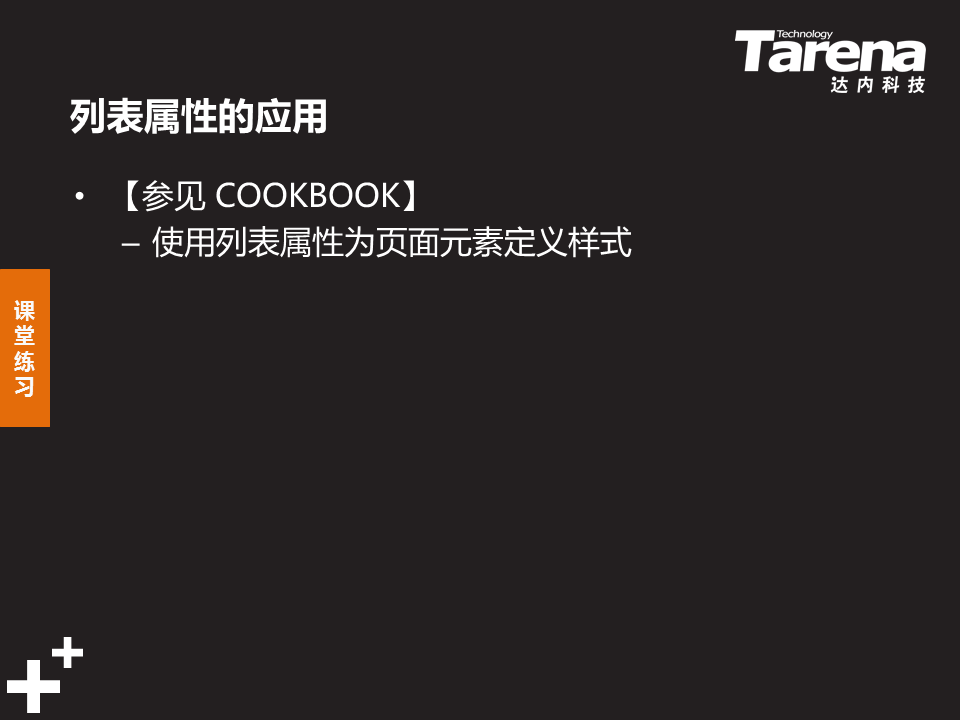 Technology
Tarena
达内科技
列表属性的应用
• 【参见 COOKBOOK】
– 使用列表属性为页面元素定义样式
课
堂
练
习